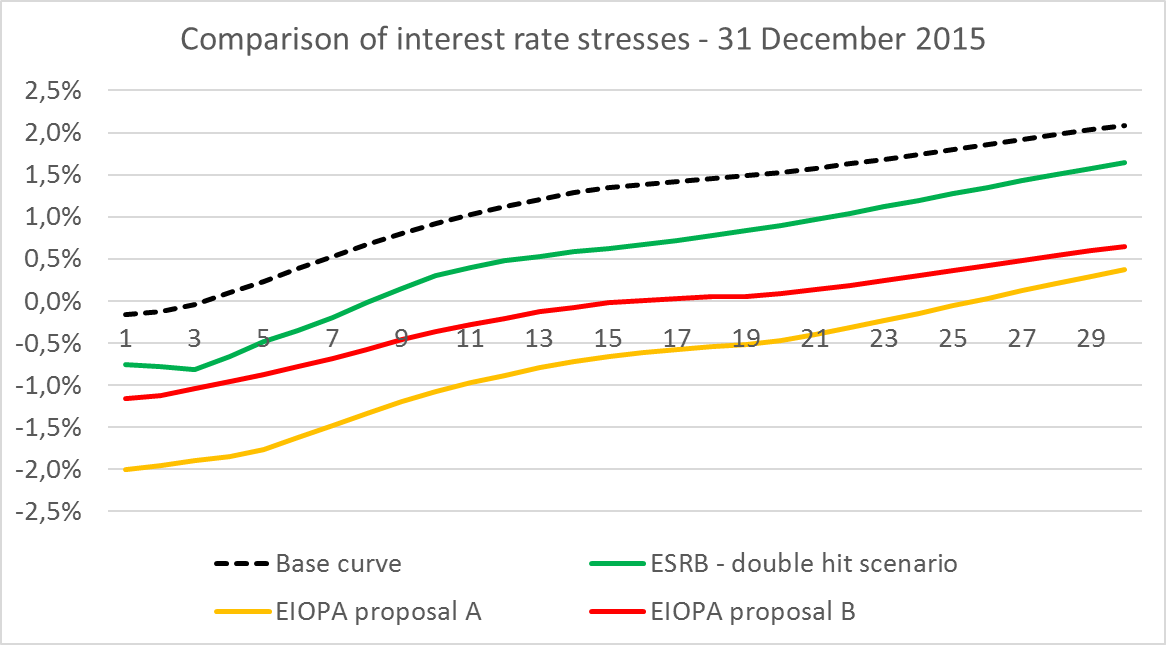 Comparison of interest rate stresses - 31 December 2015
2,5%
2,0%
1,5%
1,0%
0,5%
0,0%
1 3 5 7 9 11 13 15 17 19 21 23 25 27 29
-0,5%
-1,0%
-1,5%
-2,0%
-2,5%
Base curve ESRB - double hit scenario
EIOPA proposal A EIOPA proposal B